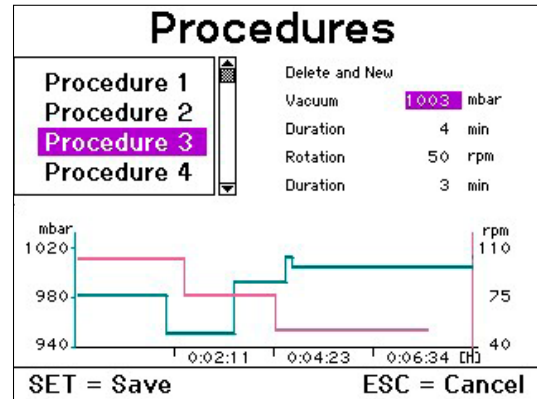 Procedures
Procedure 1
Procedure 2
Procedure 3
Procedure 4
Delete and New
Vacuum 1003 mbar
Duration 4 min
Rotation 50 rpm
Duration 3 min
mbar rpm
1020 110
980 75
940 40
0:02:11 0:04:23 0:06:34 [H]
SET = Save ESC = Cancel